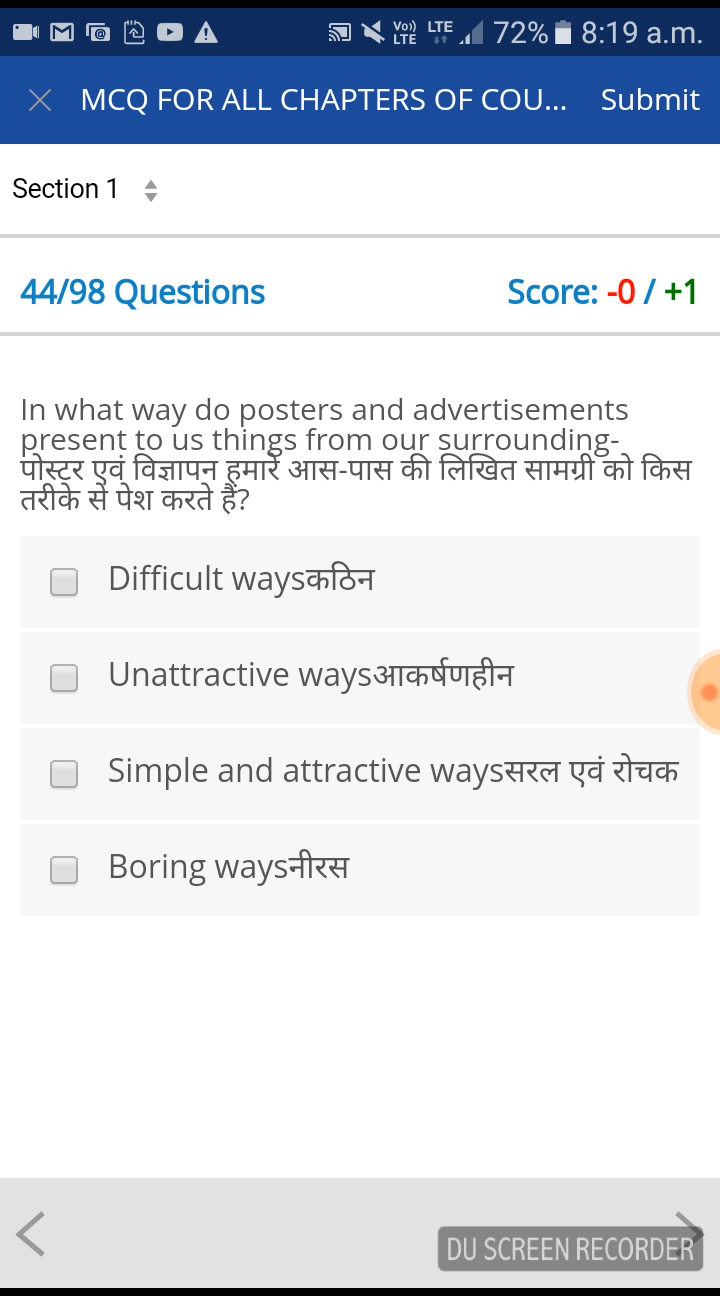 Vo)) LTE LTE 72% 8:19 a.m.
MCQ FOR ALL CHAPTERS OF COU... Submit
Section 1
44/98 Questions Score: -0 / +1
In what way do posters and advertisements
present to us things from our surrounding-
पोस्टर एवं विज्ञापन हमारे आस-पास की लिखित सामग्री को किस
तरीके से पेश करते हैं?
Difficult waysकठिन
Unattractive waysआकर्षणहीन
Simple and attractive waysसरल एवं रोचक
Boring waysनीरस
DU SCREEN RECORDER